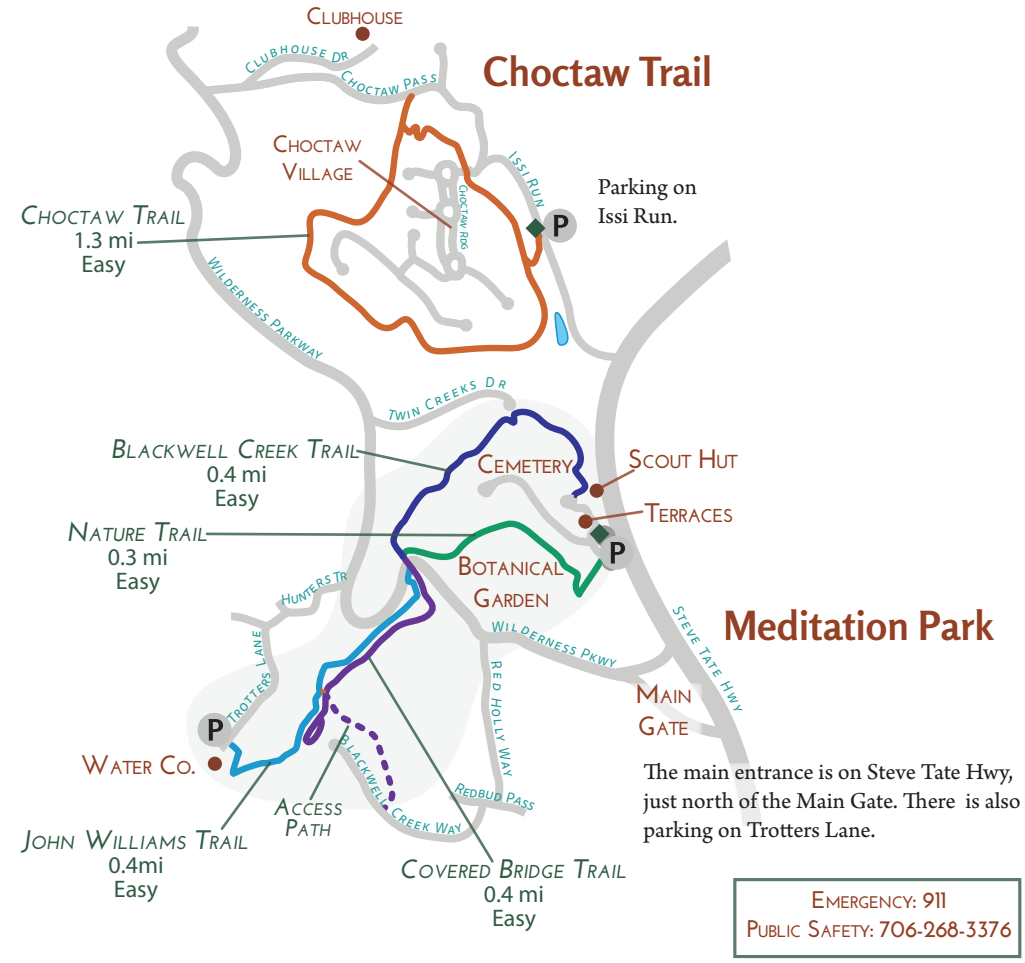 Clubhouse
Clubhouse Dr
Choctaw Pass
Choctaw Trail
Choctaw
Village
Issi Run
Choctaw Rdg
P
Parking on
Issi Run.
Choctaw Trail
1.3 mi
Easy
Wilderness Parkway
Twin Creeks Dr
Blackwell Creek Trail
0.4 mi
Easy
Cemetery
Scout Hut
Terraces
Nature Trail
0.3 mi
Easy
P
Botanical
Garden
Hunters Tr
Trotters Lane
Wilderness Pkwy
Steve Tate Hwy
Meditation Park
Red Holly Way
Main
Gate
P
Water Co.
Access
Path
Blackwell Creek Way
Redbud Pass
The main entrance is on Steve Tate Hwy,
just north of the Main Gate. There  is also
parking on Trotters Lane.
John Williams Trail
0.4mi
Easy
Covered Bridge Trail
0.4 mi
Easy
Emergency: 911
Public Safety: 706-268-3376